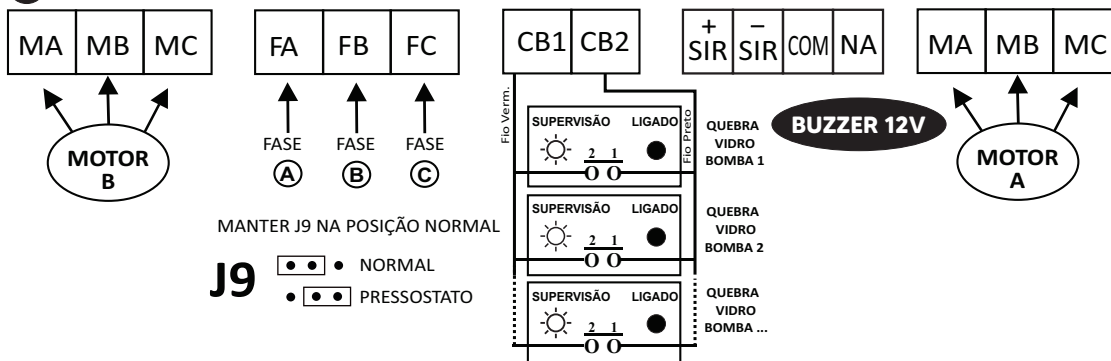 MA MB MC
MOTOR
B
FA FB FC
FASE FASE FASE
A B C
MANTER J9 NA POSIÇÃO NORMAL
J9
NORMAL
PRESSOSTATO
CB1 CB2
Fio Verm.
Fio Preto
SUPERVISÃO LIGADO
2 1
O O
QUEBRA
VIDRO
BOMBA 1
SUPERVISÃO LIGADO
2 1
O O
QUEBRA
VIDRO
BOMBA 2
SUPERVISÃO LIGADO
2 1
O O
QUEBRA
VIDRO
BOMBA ...
+ −
SIR SIR COM NA
BUZZER 12V
MA MB MC
MOTOR
A